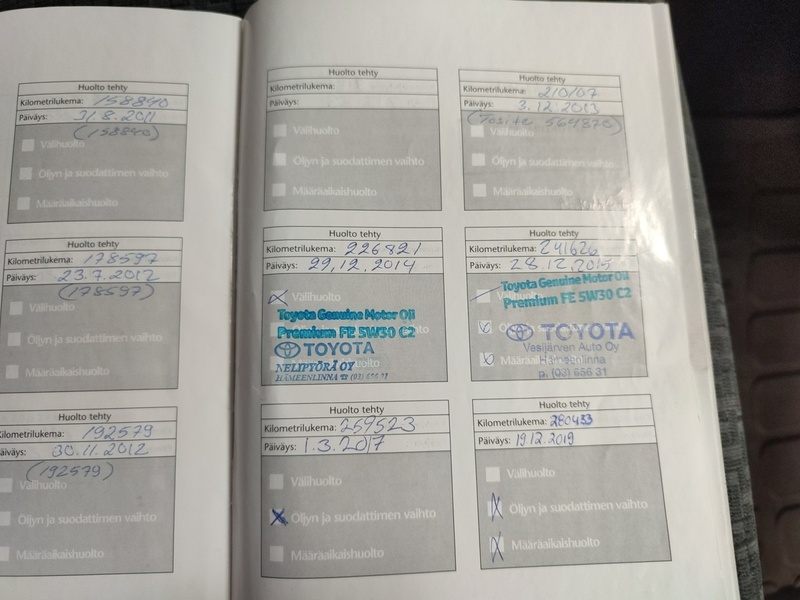 Huolto tehty
Kilometrilukema: 158890
Päiväys: 31.8.2011
(158890)
Välihuolto
Öljyn ja suodattimen vaihto
Määräaikaishuolto
Huolto tehty
Kilometrilukema: 178597
Päiväys: 23.7.2012
(178597)
Välihuolto
Öljyn ja suodattimen vaihto
Määräaikaishuolto
Huolto tehty
Kilometrilukema: 192579
Päiväys: 30.11.2012
(192579)
Välihuolto
Öljyn ja suodattimen vaihto
Määräaikaishuolto
Huolto tehty
Kilometrilukema:
Päiväys:
Välihuolto
Öljyn ja suodattimen vaihto
Määräaikaishuolto
Huolto tehty
Kilometrilukema: 210107
Päiväys: 3.12.2013
(Tosite 564870)
Välihuolto
Öljyn ja suodattimen vaihto
Määräaikaishuolto
Huolto tehty
Kilometrilukema: 226821
Päiväys: 29.12.2014
Välihuolto
Toyota Genuine Motor Oil
Premium FE 5W30 C2
TOYOTA
NELIPYÖRÄ OY
HÄMEENLINNA ☎ (03) 656 31
Huolto tehty
Kilometrilukema: 241626
Päiväys: 28.12.2015
Välihuolto
Toyota Genuine Motor Oil
Premium FE 5W30 C2
TOYOTA
Vesijärven Auto Oy
Määräaikaishuolto
Hämeenlinna
p. (03) 656 31
Huolto tehty
Kilometrilukema: 259523
Päiväys: 1.3.2017
Välihuolto
Öljyn ja suodattimen vaihto
Määräaikaishuolto
Huolto tehty
Kilometrilukema: 280433
Päiväys: 19.12.2019
Välihuolto
Öljyn ja suodattimen vaihto
Määräaikaishuolto